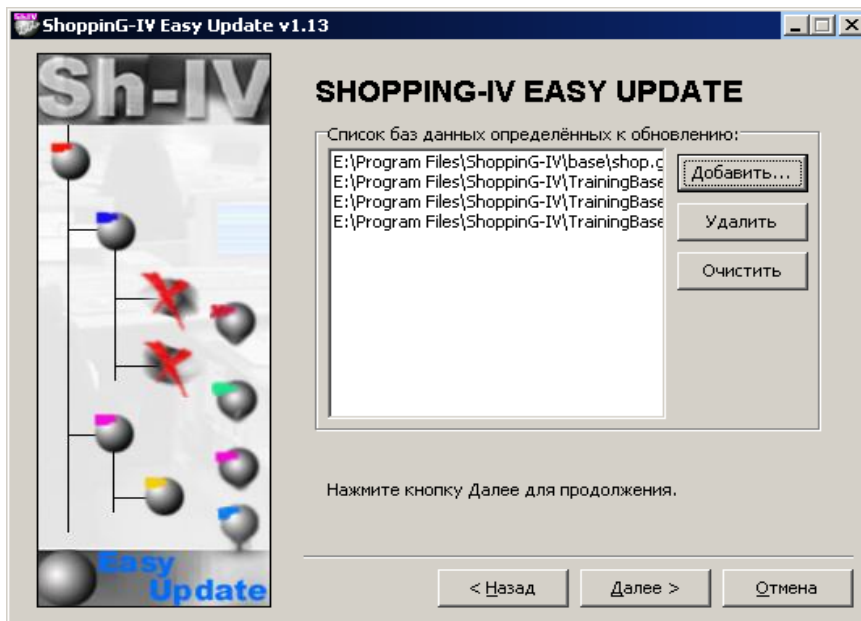 ShoppinG-IV Easy Update v1.13
Sh-IV
SHOPPING-IV EASY UPDATE
Список баз данных определённых к обновлению:
E:\Program Files\ShoppinG-IV\base\shop.g
E:\Program Files\ShoppinG-IV\TrainingBase
E:\Program Files\ShoppinG-IV\TrainingBase
E:\Program Files\ShoppinG-IV\TrainingBase
Добавить...
Удалить
Очистить
Нажмите кнопку Далее для продолжения.
Easy
Update
< Назад
Далее >
Отмена